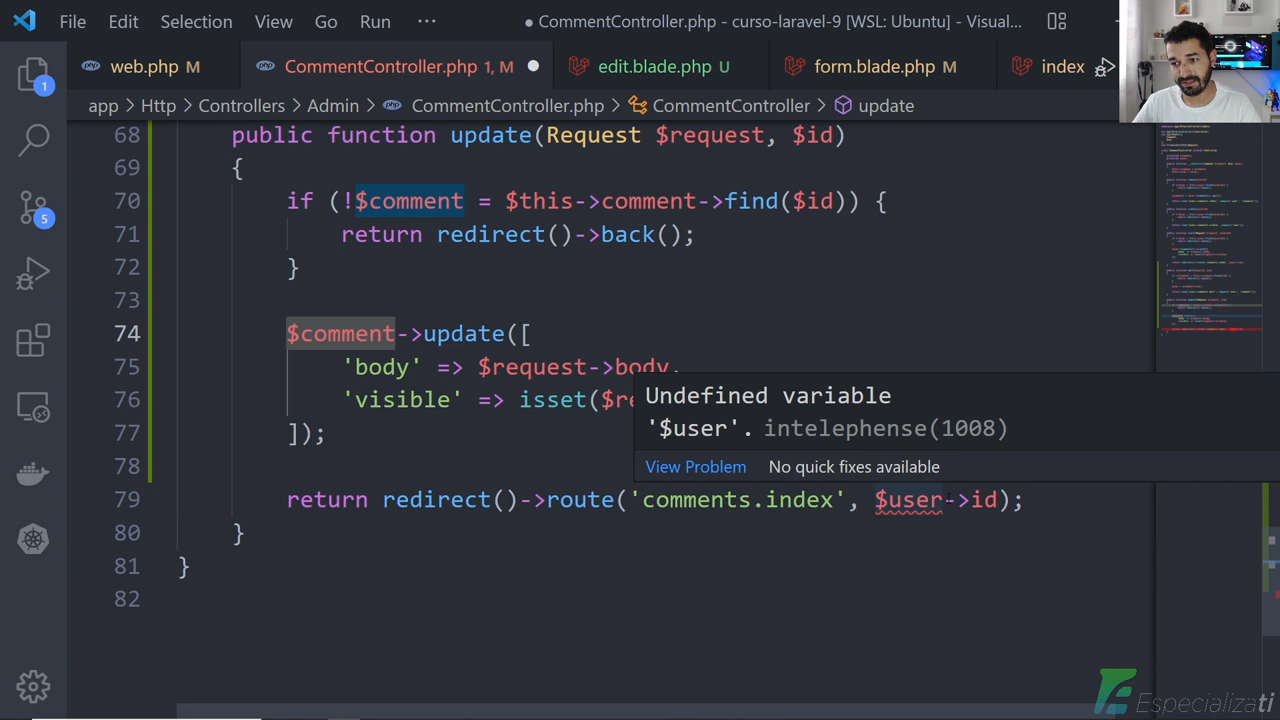 File Edit Selection View Go Run ··· ● CommentController.php - curso-laravel-9 [WSL: Ubuntu] - Visual...
web.php M CommentController.php 1, M ● edit.blade.php U form.blade.php M index
app > Http > Controllers > Admin > CommentController.php > CommentController > update
1
5
68 public function update(Request $request, $id)
69 {
70 if (!$comment = $this->comment->find($id)) {
71 return redirect()->back();
72 }
73
74 $comment->update([
75 'body' => $request->body,
76 'visible' => isset($re
77 ]);
78
79 return redirect()->route('comments.index', $user->id);
80 }
81 }
82
Undefined variable
'$user'. intelephense(1008)
View Problem No quick fixes available
Especializati